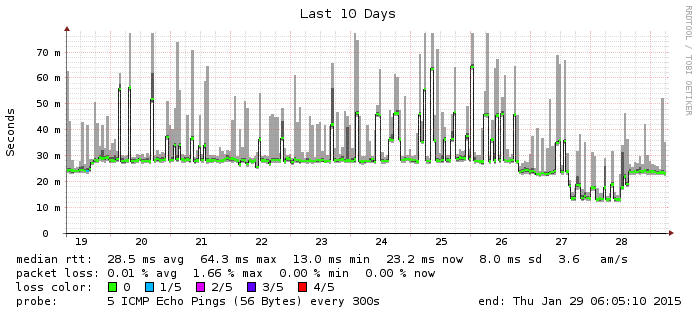 Last 10 Days
RRDTOOL / TOBI OETIKER
Seconds
70 m
60 m
50 m
40 m
30 m
20 m
10 m
0
19 20 21 22 23 24 25 26 27 28
median rtt: 28.5 ms avg 64.3 ms max 13.0 ms min 23.2 ms now 8.0 ms sd 3.6 am/s
packet loss: 0.01 % avg 1.66 % max 0.00 % min 0.00 % now
loss color: 0 1/5 2/5 3/5 4/5
probe: 5 ICMP Echo Pings (56 Bytes) every 300s end: Thu Jan 29 06:05:10 2015